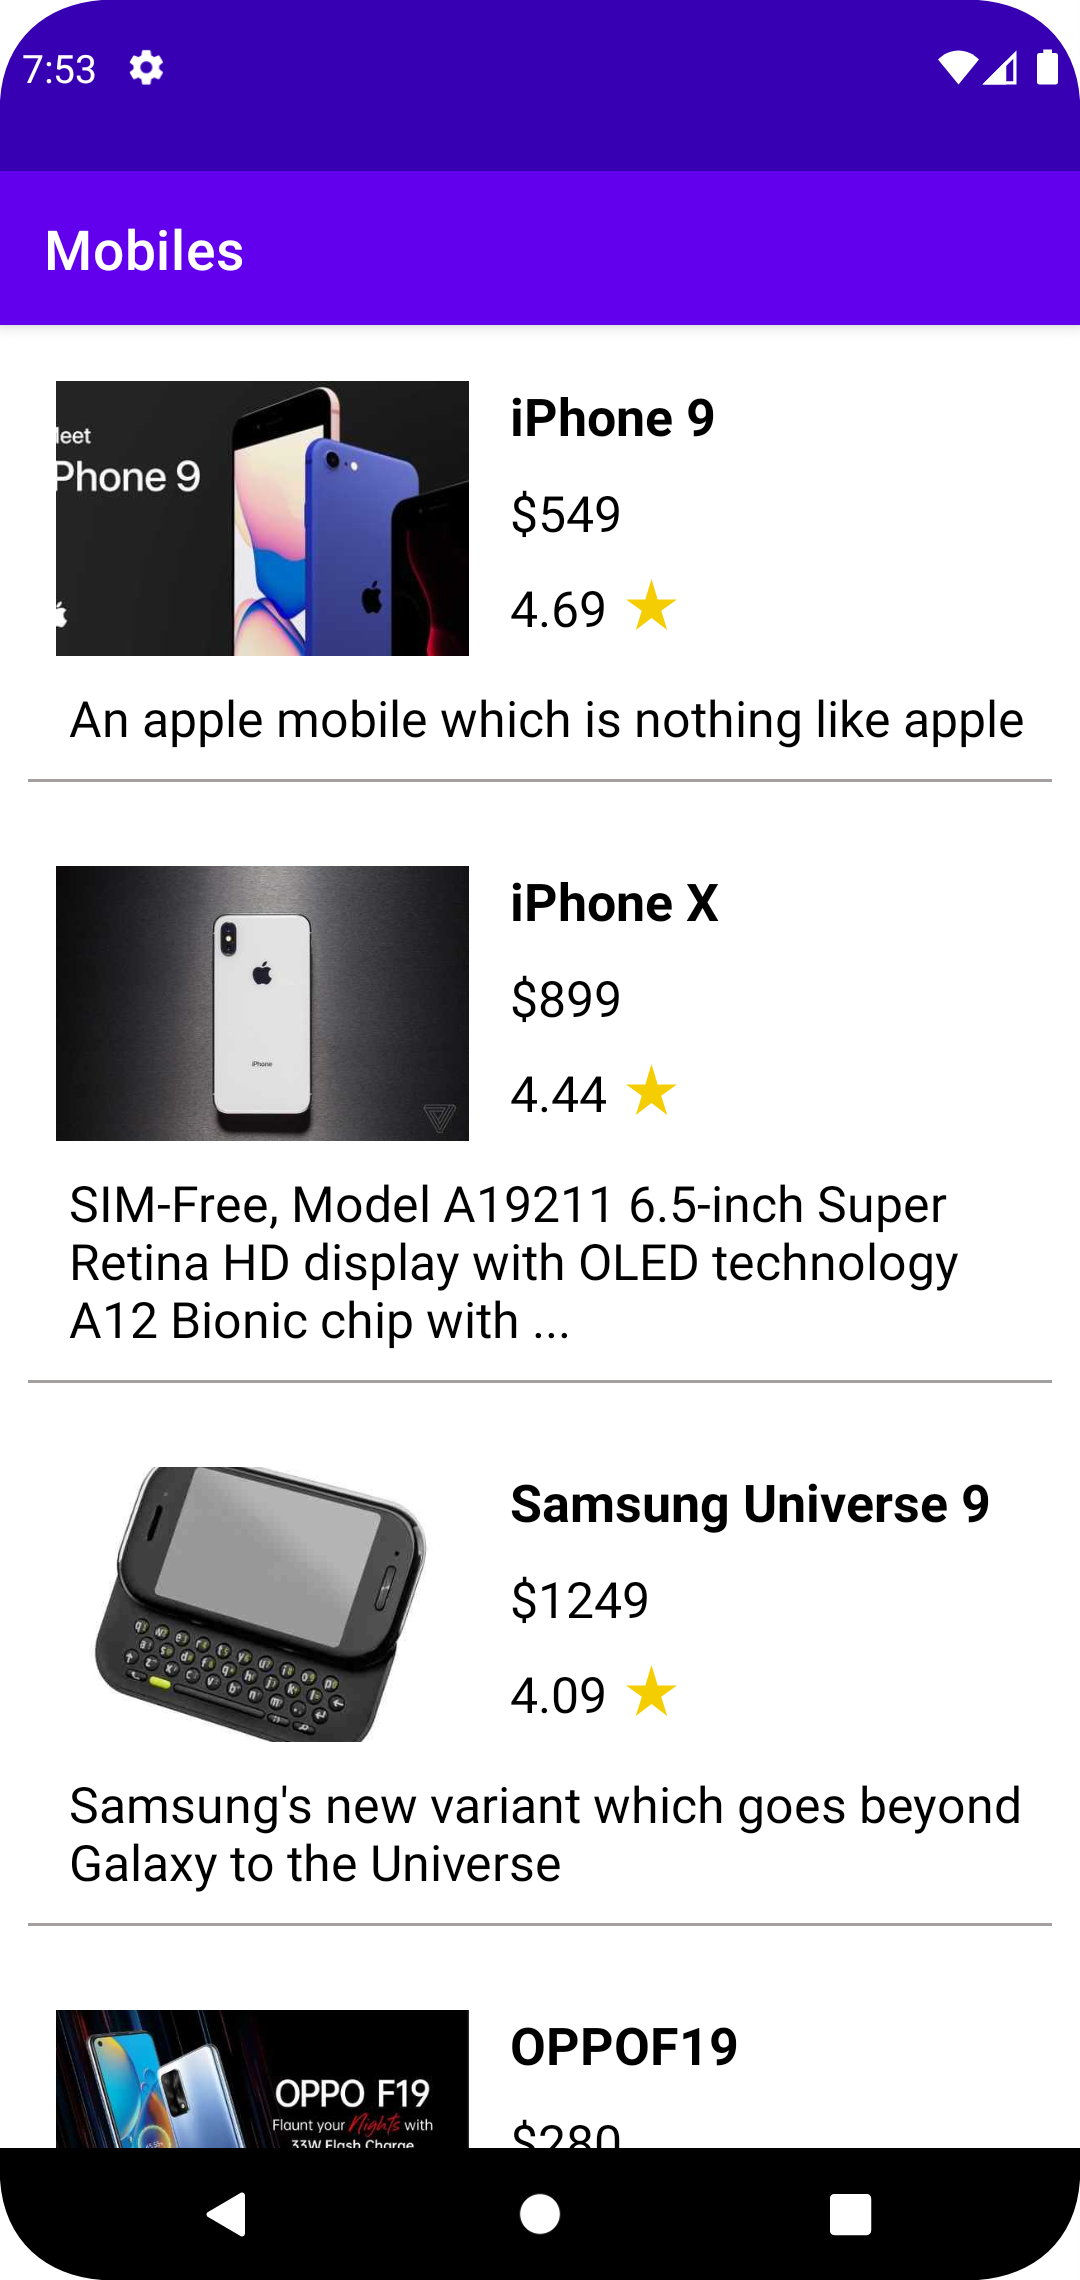 7:53
Mobiles
leet
Phone 9
iPhone 9
$549
4.69
An apple mobile which is nothing like apple
iPhone
iPhone X
$899
4.44
SIM-Free, Model A19211 6.5-inch Super
Retina HD display with OLED technology
A12 Bionic chip with ...
Samsung Universe 9
$1249
4.09
Samsung's new variant which goes beyond
Galaxy to the Universe
OPPO F19
Flaunt your Nights with
33W Flash Charge
OPPOF19
$280